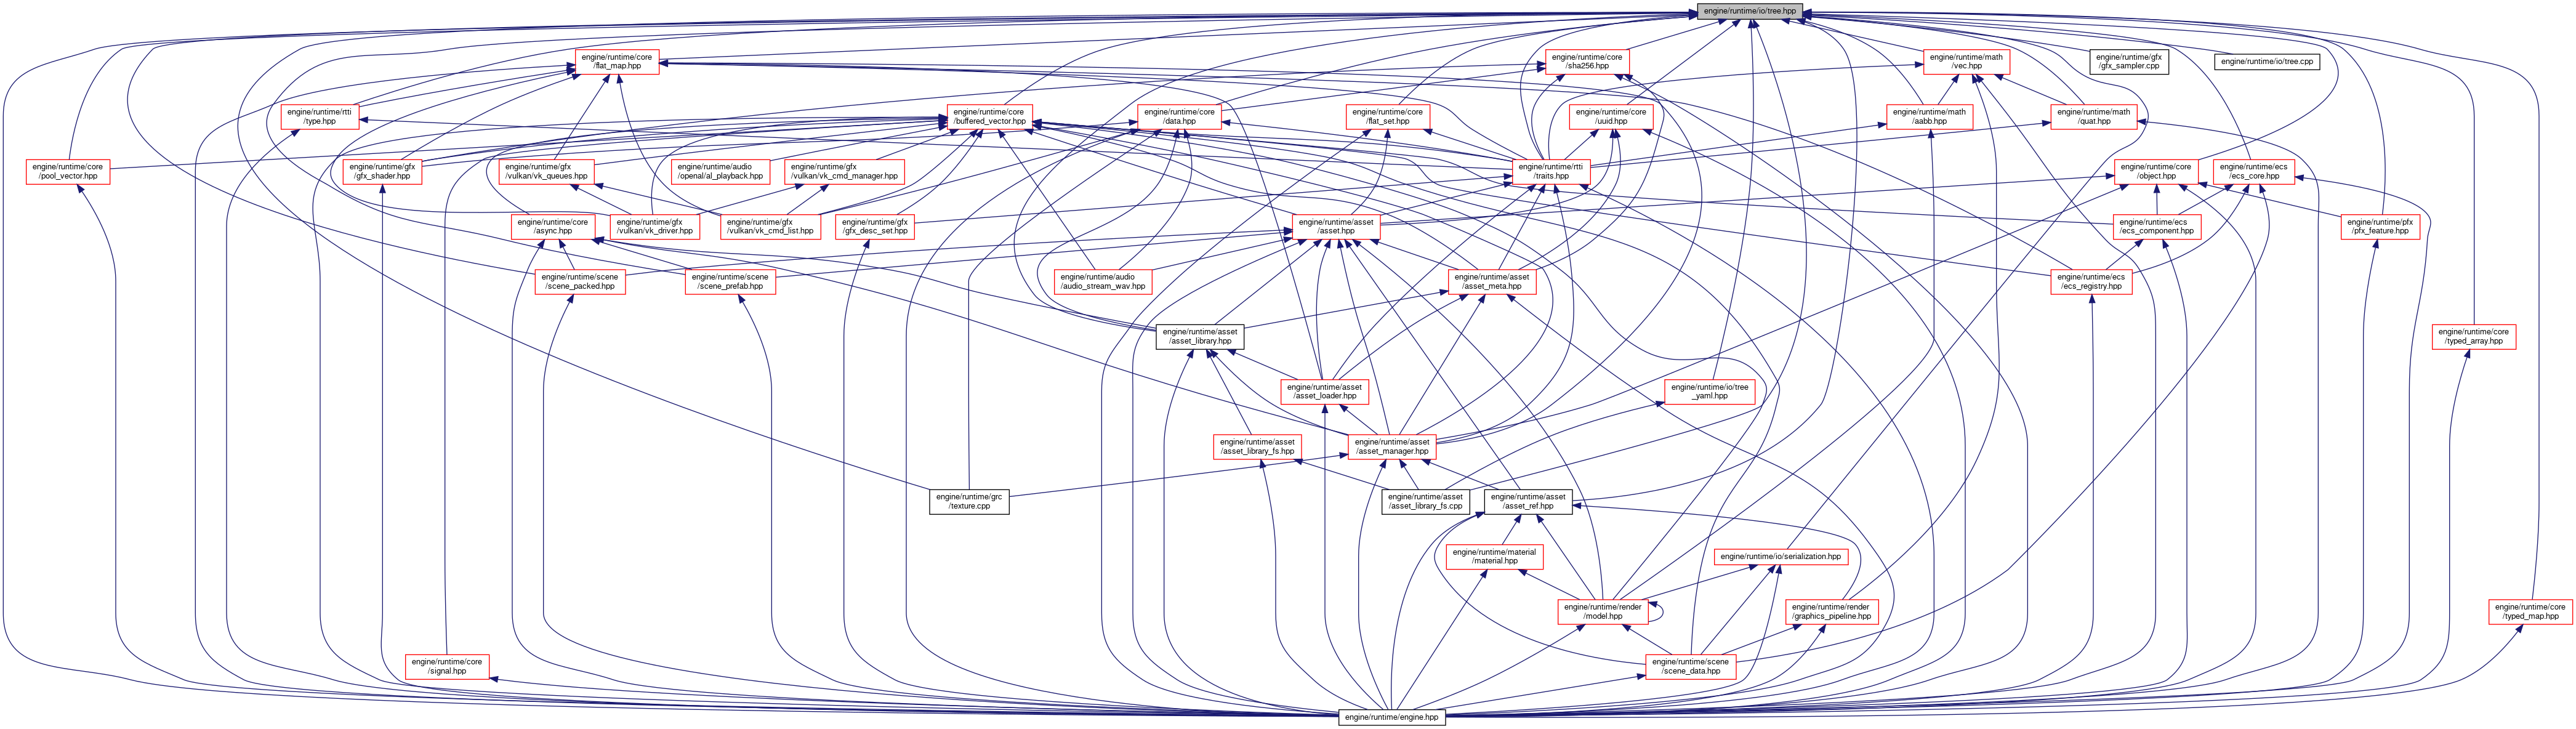 engine/runtime/io/tree.hpp
engine/runtime/core
/flat_map.hpp
engine/runtime/core
/sha256.hpp
engine/runtime/math
/vec.hpp
engine/runtime/gfx
/gfx_sampler.cpp
engine/runtime/io/tree.cpp
engine/runtime/rtti
/type.hpp
engine/runtime/core
/buffered_vector.hpp
engine/runtime/core
/data.hpp
engine/runtime/core
/flat_set.hpp
engine/runtime/core
/uuid.hpp
engine/runtime/math
/aabb.hpp
engine/runtime/math
/quat.hpp
engine/runtime/core
/pool_vector.hpp
engine/runtime/gfx
/gfx_shader.hpp
engine/runtime/gfx
/vulkan/vk_queues.hpp
engine/runtime/audio
/openal/al_playback.hpp
engine/runtime/gfx
/vulkan/vk_cmd_manager.hpp
engine/runtime/rtti
/traits.hpp
engine/runtime/core
/object.hpp
engine/runtime/ecs
/ecs_core.hpp
engine/runtime/core
/async.hpp
engine/runtime/gfx
/vulkan/vk_driver.hpp
engine/runtime/gfx
/vulkan/vk_cmd_list.hpp
engine/runtime/gfx
/gfx_desc_set.hpp
engine/runtime/asset
/asset.hpp
engine/runtime/ecs
/ecs_component.hpp
engine/runtime/pfx
/pfx_feature.hpp
engine/runtime/scene
/scene_packed.hpp
engine/runtime/scene
/scene_prefab.hpp
engine/runtime/audio
/audio_stream_wav.hpp
engine/runtime/asset
/asset_meta.hpp
engine/runtime/ecs
/ecs_registry.hpp
engine/runtime/asset
/asset_library.hpp
engine/runtime/core
/typed_array.hpp
engine/runtime/asset
/asset_loader.hpp
engine/runtime/io/tree
_yaml.hpp
engine/runtime/asset
/asset_library_fs.hpp
engine/runtime/asset
/asset_manager.hpp
engine/runtime/grc
/texture.cpp
engine/runtime/asset
/asset_library_fs.cpp
engine/runtime/asset
/asset_ref.hpp
engine/runtime/material
/material.hpp
engine/runtime/io/serialization.hpp
engine/runtime/render
/model.hpp
engine/runtime/render
/graphics_pipeline.hpp
engine/runtime/core
/typed_map.hpp
engine/runtime/core
/signal.hpp
engine/runtime/scene
/scene_data.hpp
engine/runtime/engine.hpp